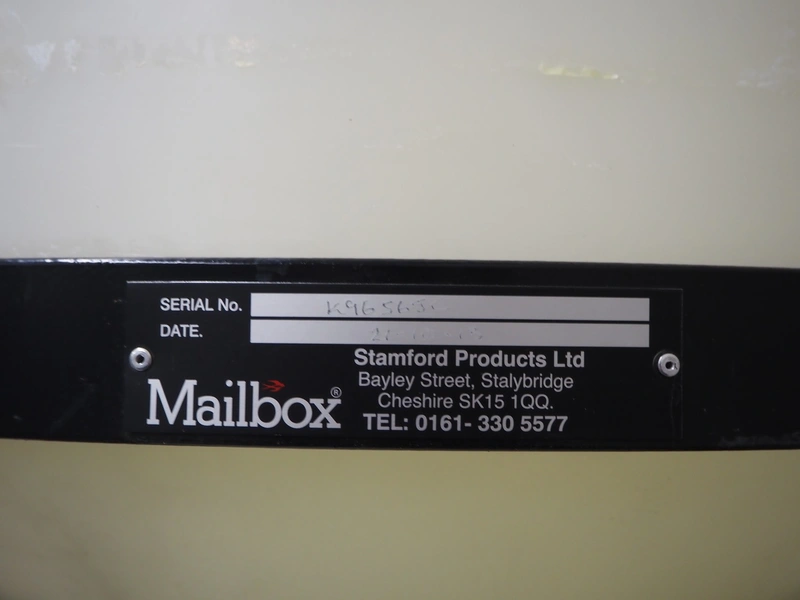 SERIAL No.
DATE.
Stamford Products Ltd
Bayley Street, Stalybridge
Cheshire SK15 1QQ.
TEL: 0161- 330 5577
Mailbox®